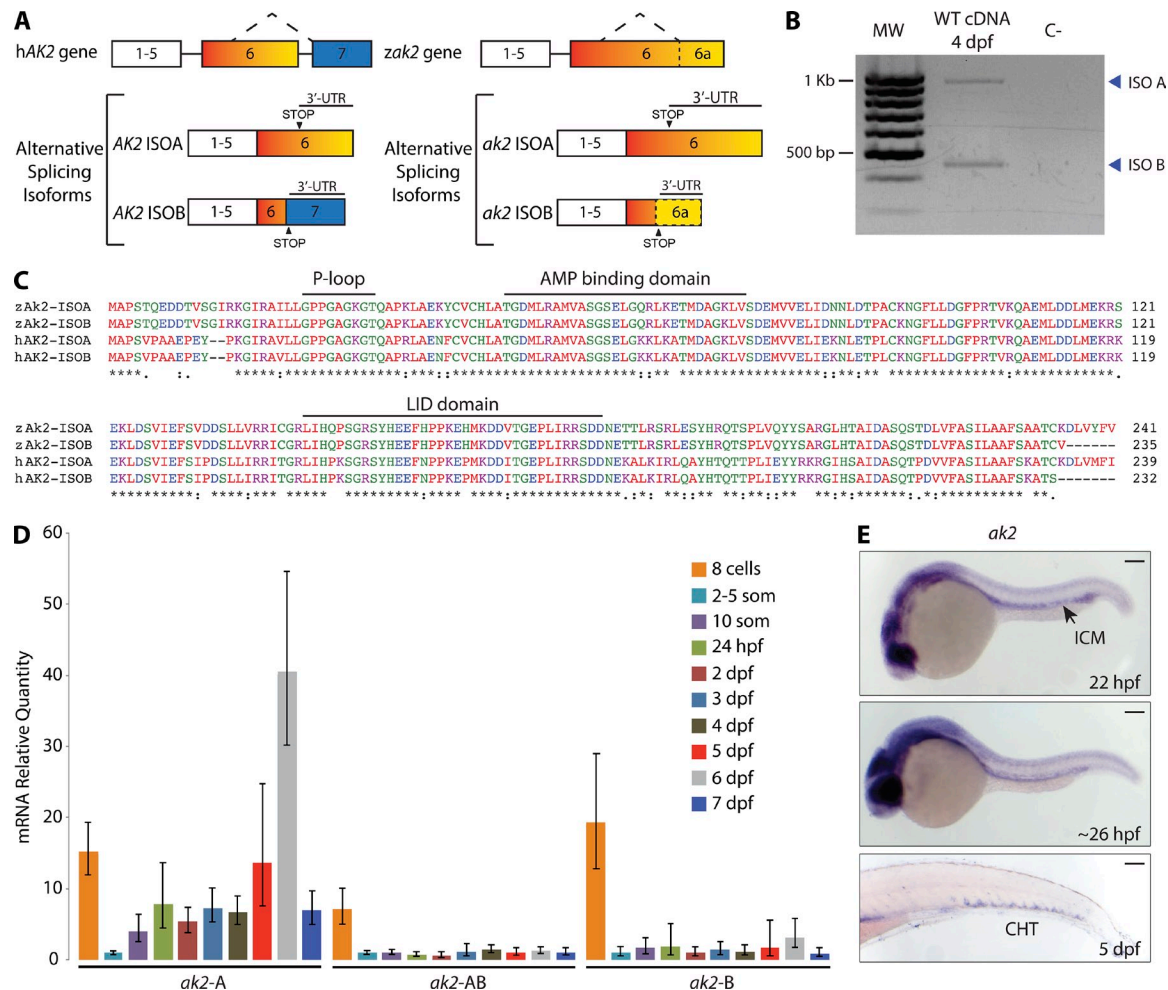 A
hAK2 gene
1-5
6
7
zak2 gene
1-5
6
6a
Alternative
Splicing
Isoforms
AK2 ISOA
1-5
6
STOP
3'-UTR
AK2 ISOB
1-5
6
7
3'-UTR
STOP
Alternative
Splicing
Isoforms
ak2 ISOA
1-5
6
STOP
3'-UTR
ak2 ISOB
1-5
6a
3'-UTR
STOP
B
MW
WT cDNA
4 dpf
C-
1 Kb
500 bp
ISO A
ISO B
C
P-loop
AMP binding domain
zAk2-ISOA MAPSTQEDDTVSGIRKGIRAILLGPPGAGKGTQAPKLAEKYCVCHLATGDMLRAMVASGSELGQRLKETMDAGKLVSDEMVVELIDNNLDTPACKNGFLLDGFPRTVKQAEMLDDLMEKRS 121
zAk2-ISOB MAPSTQEDDTVSGIRKGIRAILLGPPGAGKGTQAPKLAEKYCVCHLATGDMLRAMVASGSELGQRLKETMDAGKLVSDEMVVELIDNNLDTPACKNGFLLDGFPRTVKQAEMLDDLMEKRS 121
hAK2-ISOA MAPSVPAAEPEY--PKGIRAVLLGPPGAGKGTQAPRLAENFCVCHLATGDMLRAMVASGSELGKKLKATMDAGKLVSDEMVVELIEKNLETPLCKNGFLLDGFPRTVRQAEMLDDLMEKRK 119
hAK2-ISOB MAPSVPAAEPEY--PKGIRAVLLGPPGAGKGTQAPRLAENFCVCHLATGDMLRAMVASGSELGKKLKATMDAGKLVSDEMVVELIEKNLETPLCKNGFLLDGFPRTVRQAEMLDDLMEKRK 119
LID domain
zAk2-ISOA EKLDSVIEFSVDDSLLVRRICGRLIHQPSGRSYHEEFHPPKEHMKDDVTGEPLIRRSDDNETTLRSRLESYHRQTSPLVQYYSARGLHTAIDASQSTDLVFASILAAFSAATCKDLVYFV 241
zAk2-ISOB EKLDSVIEFSVDDSLLVRRICGRLIHQPSGRSYHEEFHPPKEHMKDDVTGEPLIRRSDDNETTLRSRLESYHRQTSPLVQYYSARGLHTAIDASQSTDLVFASILAAFSAATCV------ 235
hAK2-ISOA EKLDSVIEFSIPDSLLIRRITGRLIHPKSGRSYHEEFNPPKEPMKDDITGEPLIRRSDDNEKALKIRLQAYHTQTTPLIEYYRKRGIHSAIDASQTPDVVFASILAAFSKATCKDLVMFI 239
hAK2-ISOB EKLDSVIEFSIPDSLLIRRITGRLIHPKSGRSYHEEFNPPKEPMKDDITGEPLIRRSDDNEKALKIRLQAYHTQTTPLIEYYRKRGIHSAIDASQTPDVVFASILAAFSKATS------- 232
D
mRNA Relative Quantity
60
50
40
30
20
10
0
8 cells
2-5 som
10 som
24 hpf
2 dpf
3 dpf
4 dpf
5 dpf
6 dpf
7 dpf
ak2-A
ak2-AB
ak2-B
E
ak2
ICM
22 hpf
~26 hpf
CHT
5 dpf